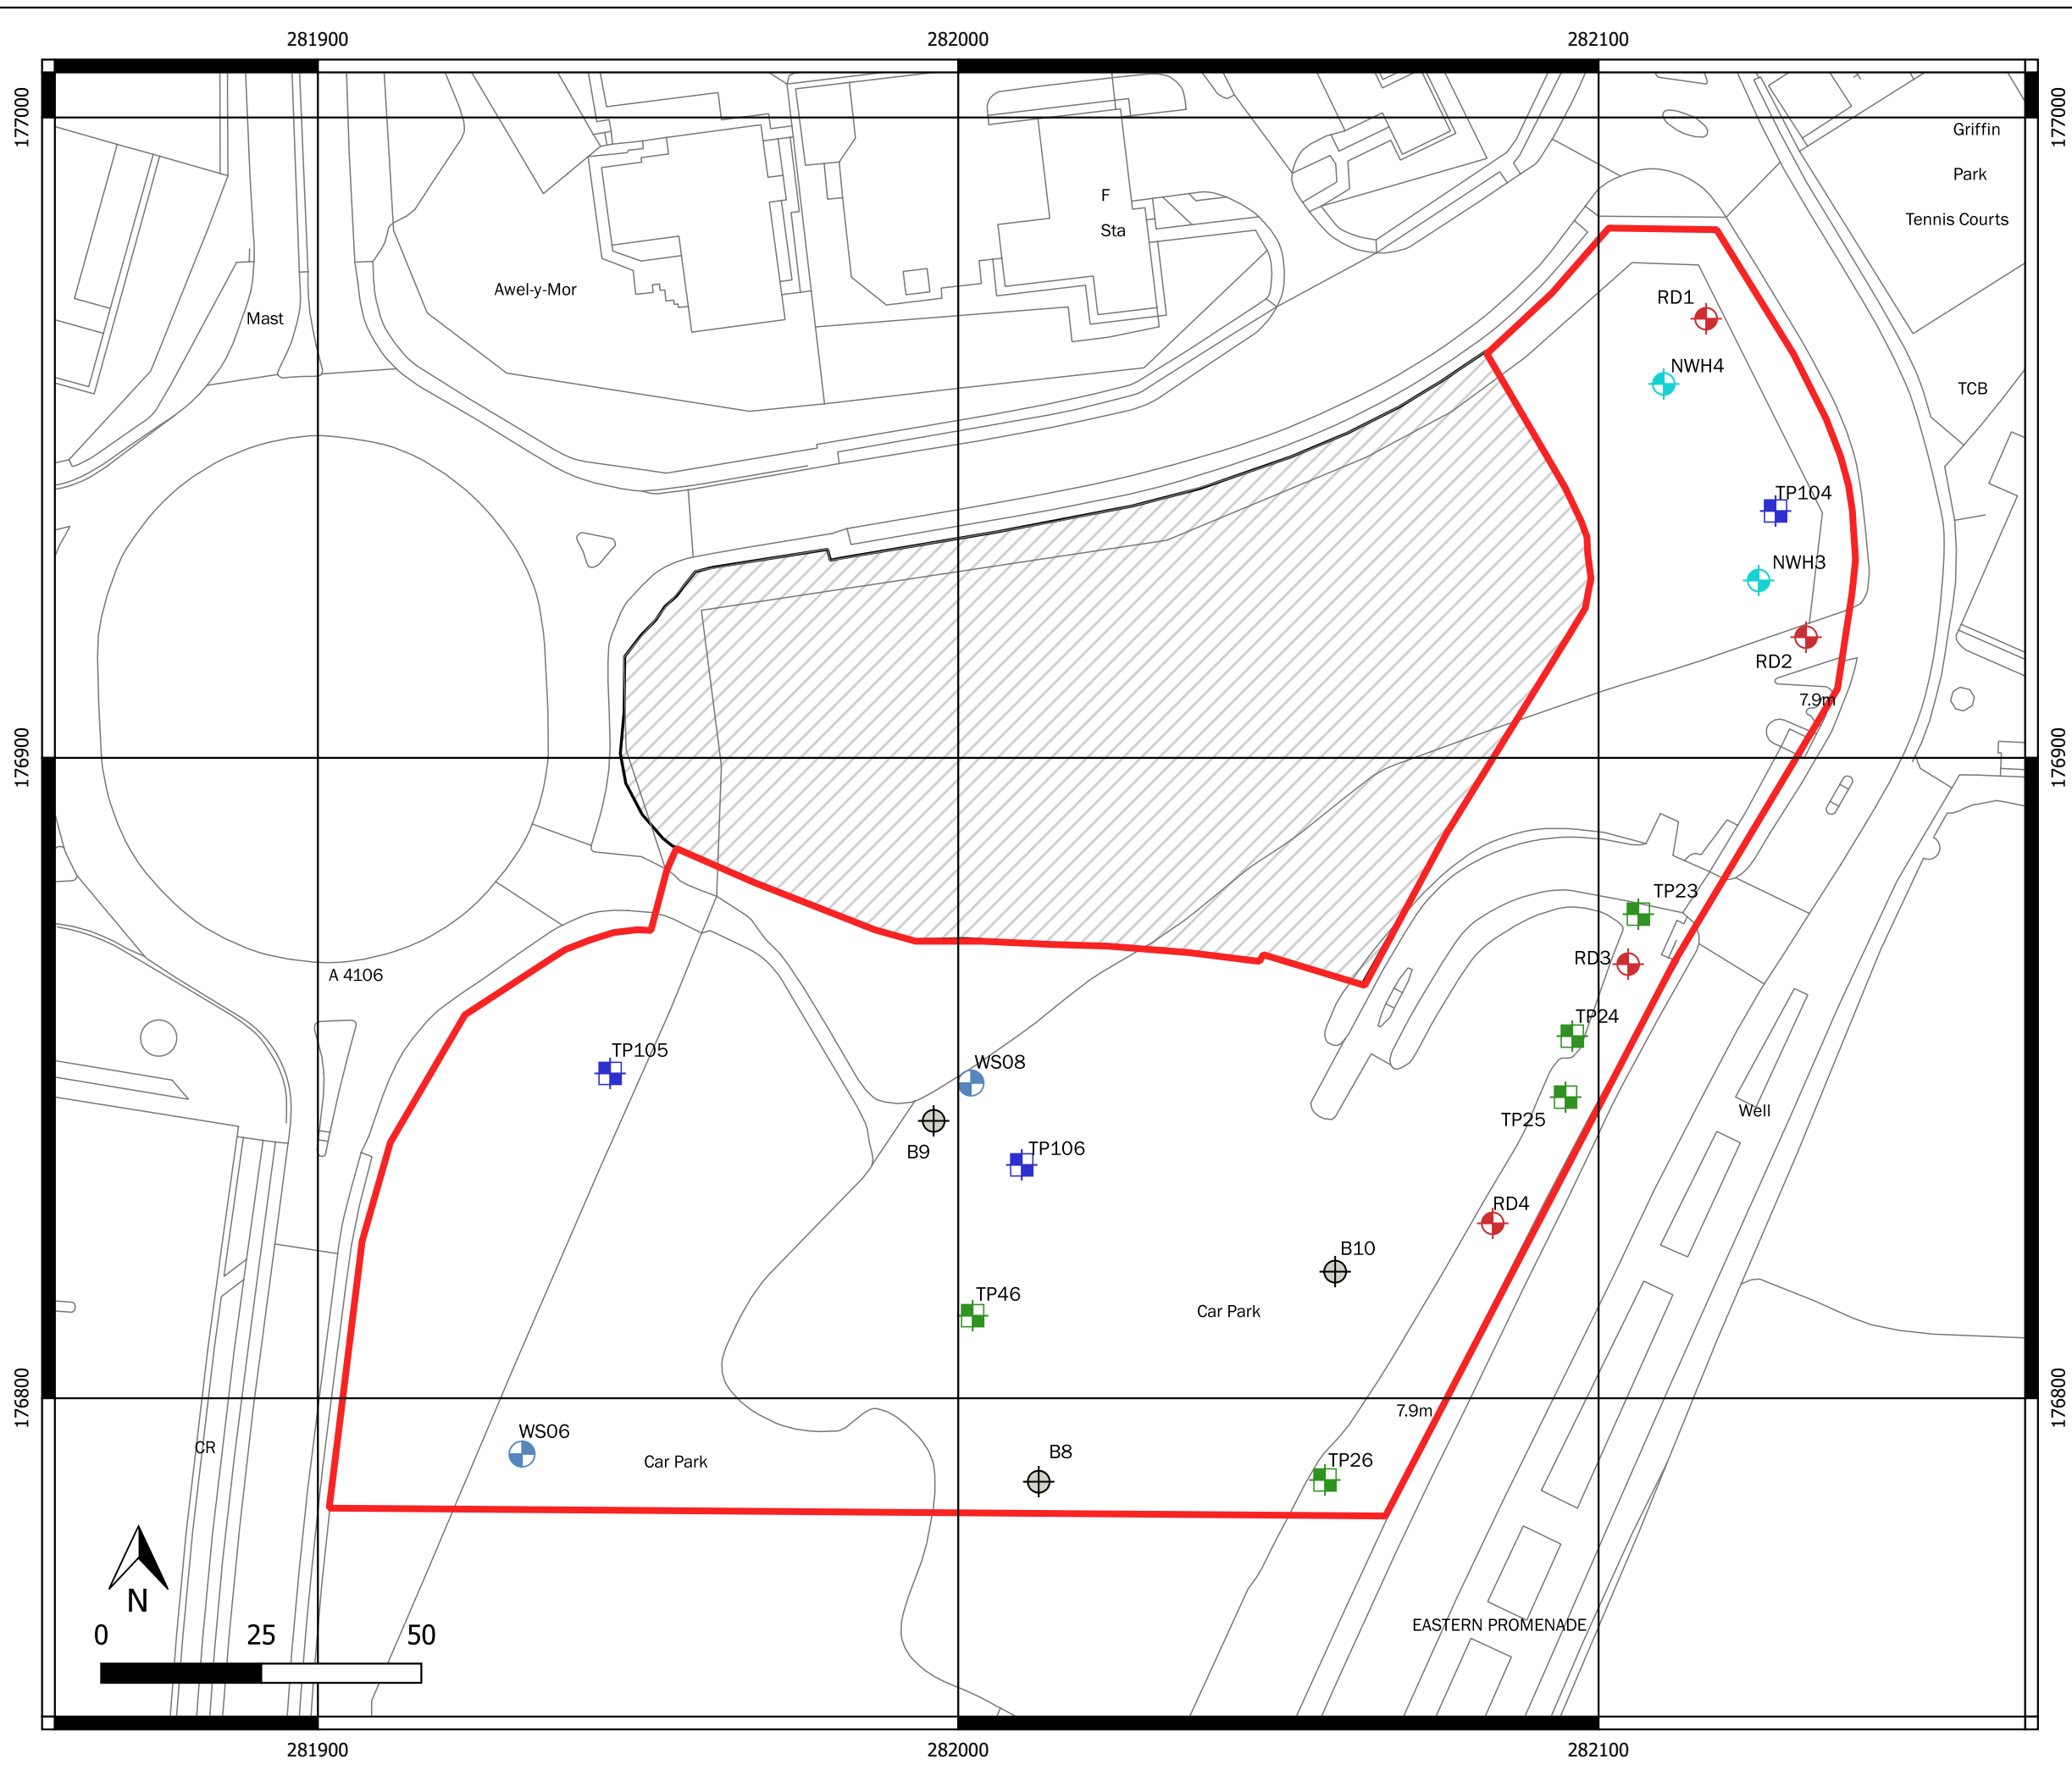 281900
282000
282100
177000
177000
Griffin
Park
Tennis Courts
F
Sta
Awel-y-Mor
Mast
RD1
NWH4
TCB
TP104
NWH3
RD2
7.9m
176900
176900
TP23
RD3
A 4106
TP24
TP105
WS08
TP25
Well
B9
TP106
RD4
B10
TP46
Car Park
176800
176800
7.9m
WS06
CR
Car Park
B8
TP26
N
EASTERN PROMENADE
0
25
50
281900
282000
282100